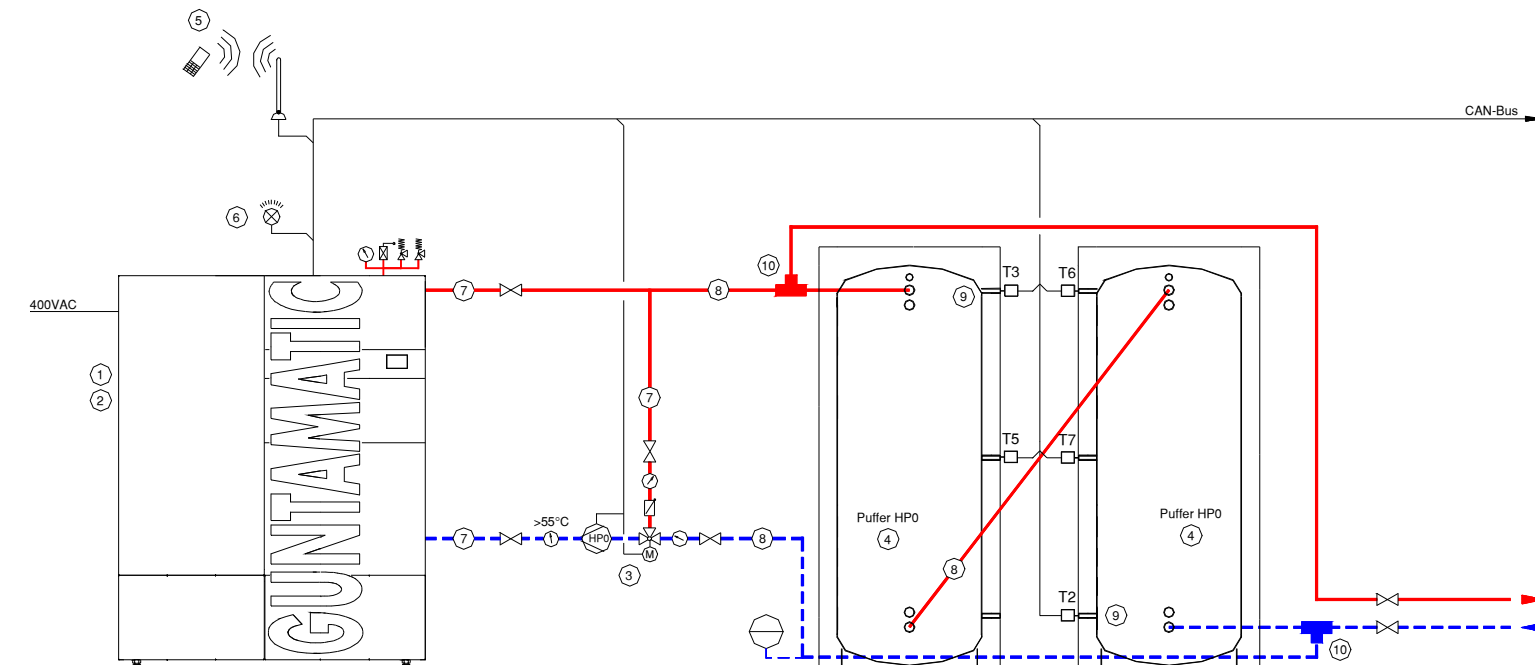 5
CAN-Bus
6
10
T3
T6
400VAC
7
8
9
1
2
7
GUNTAMATIC
T5
T7
Puffer HP0
4
Puffer HP0
4
>55°C
7
HP0
M
8
3
8
T2
9
10